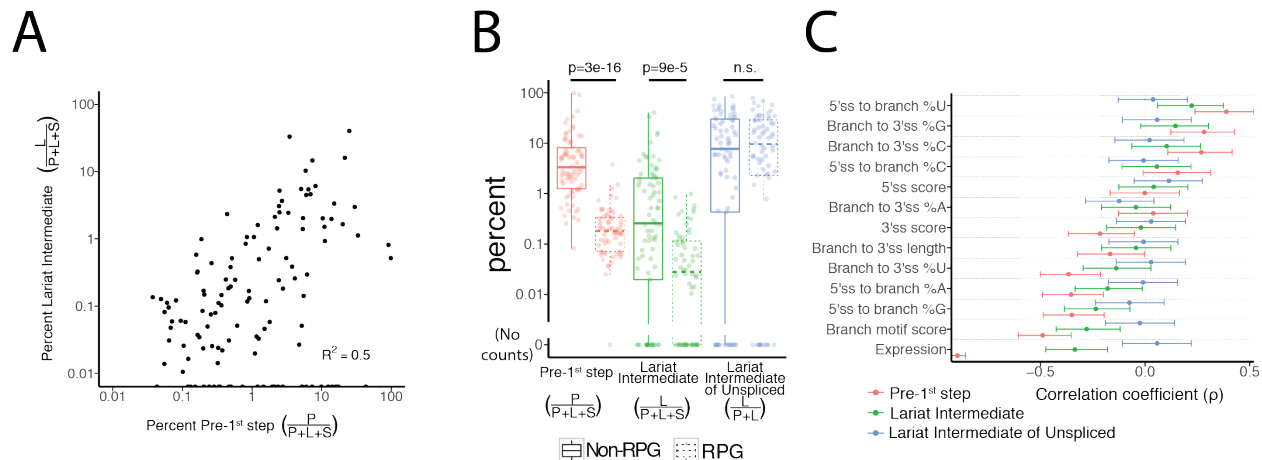 A
Percent Lariat Intermediate (L/P+L+S)
100
10
1
0.1
0.01
R² = 0.5
0.01
0.1
1
10
100
Percent Pre-1st step (P/P+L+S)
B
p=3e-16
p=9e-5
n.s.
percent
100
10
1
0.1
0.01
(No
counts)
0
Pre-1st step
(P/P+L+S)
Lariat
Intermediate
(L/P+L+S)
Lariat
Intermediate
of Unspliced
(L/P+L)
Non-RPG
RPG
C
5'ss to branch %U
Branch to 3'ss %G
Branch to 3'ss %C
5'ss to branch %C
5'ss score
Branch to 3'ss %A
3'ss score
Branch to 3'ss length
Branch to 3'ss %U
5'ss to branch %A
5'ss to branch %G
Branch motif score
Expression
−0.5
0.0
0.5
Correlation coefficient (ρ)
Pre-1st step
Lariat Intermediate
Lariat Intermediate of Unspliced